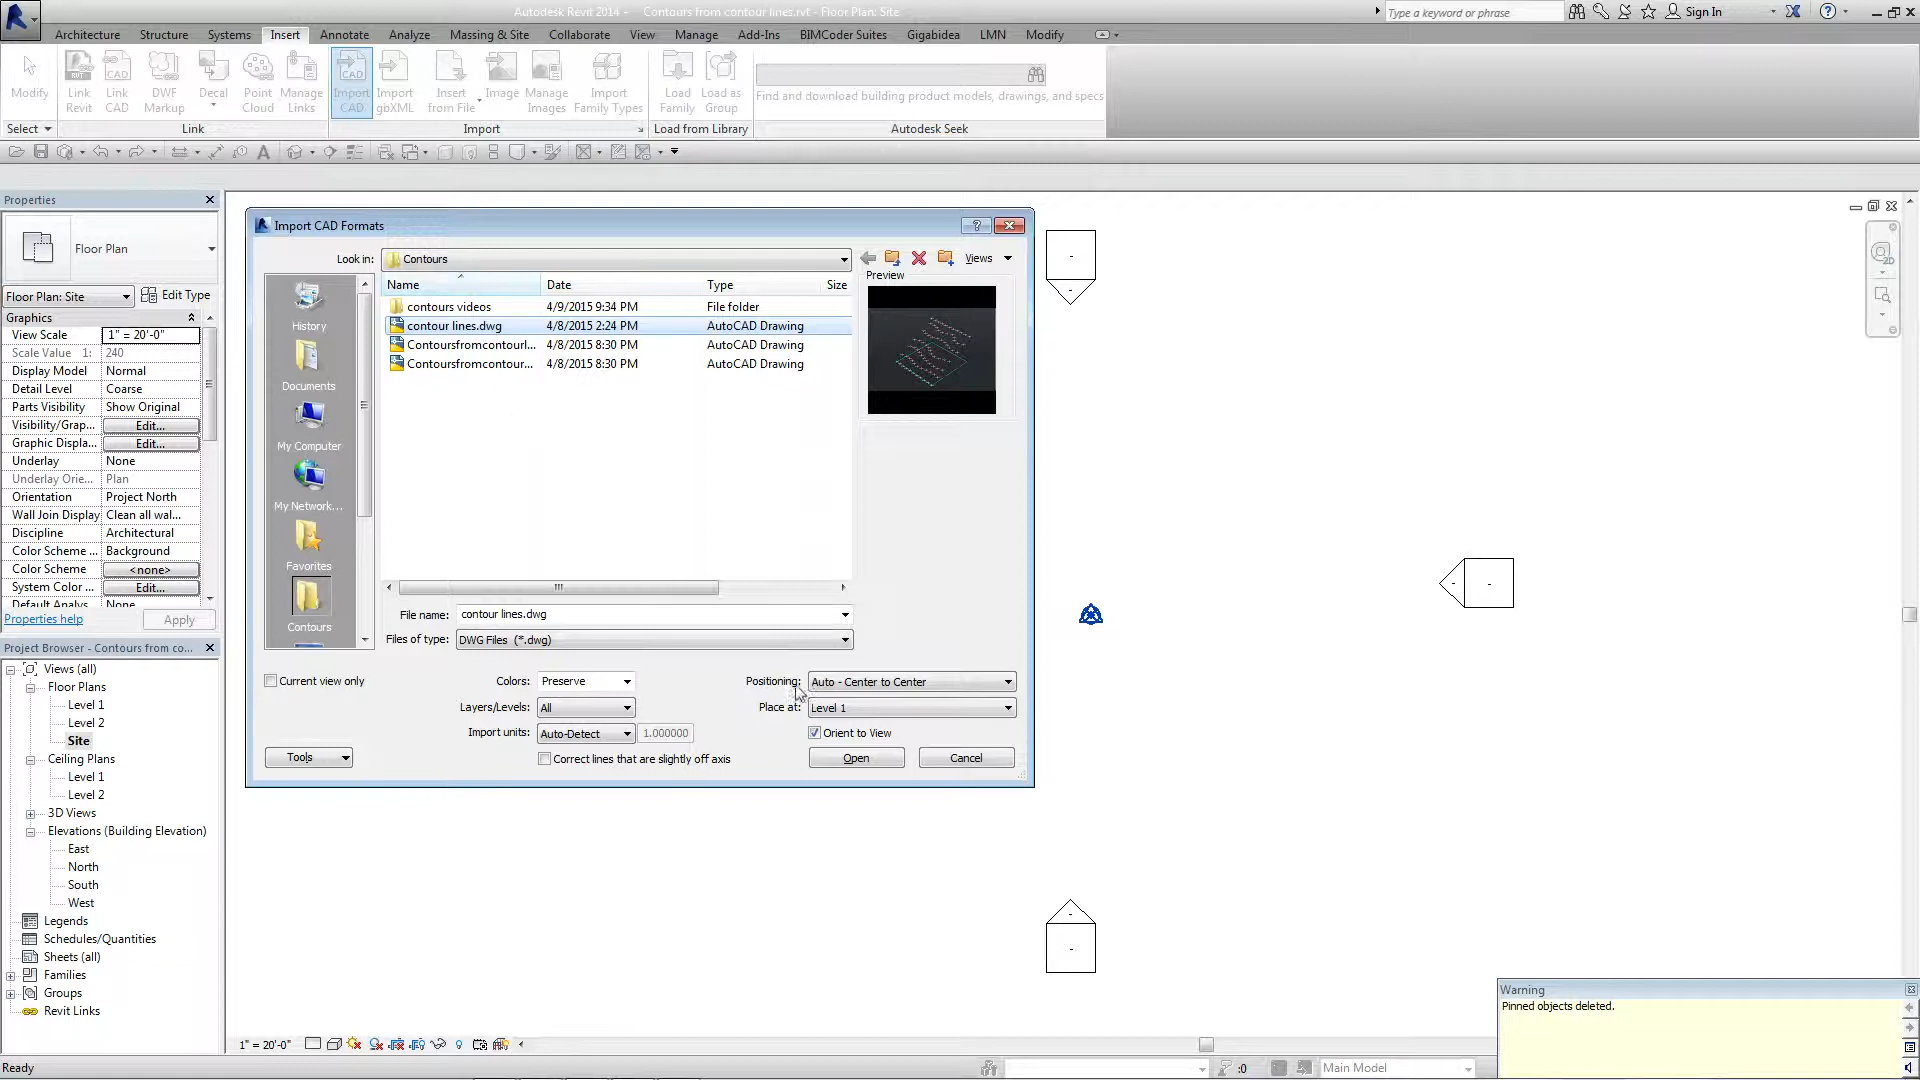 Autodesk Revit 2014 - Contours from contour lines.rvt - Floor Plan: Site
Type a keyword or phrase
Sign In
Architecture Structure Systems Insert Annotate Analyze Massing & Site Collaborate View Manage Add-Ins BIMCoder Suites Gigabidea LMN Modify
Modify
Link Revit
Link CAD
DWF Markup
Decal
Point Cloud
Manage Links
Import CAD
Import gbXML
Insert from File
Image
Manage Images
Import Family Types
Load Family
Load as Group
Find and download building product models, drawings, and specs
Select Link Import Load from Library Autodesk Seek
Properties
Floor Plan
Floor Plan: Site Edit Type
Graphics
View Scale 1" = 20'-0"
Scale Value 1: 240
Display Model Normal
Detail Level Coarse
Parts Visibility Show Original
Visibility/Grap... Edit...
Graphic Displa... Edit...
Underlay None
Underlay Orie... Plan
Orientation Project North
Wall Join Display Clean all wal...
Discipline Architectural
Color Scheme ... Background
Color Scheme <none>
System Color ... Edit...
Default Analys... None
Properties help Apply
Project Browser - Contours from co...
Views (all)
Floor Plans
Level 1
Level 2
Site
Ceiling Plans
Level 1
Level 2
3D Views
Elevations (Building Elevation)
East
North
South
West
Legends
Schedules/Quantities
Sheets (all)
Families
Groups
Revit Links
Import CAD Formats
Look in: Contours
Views
Name Date Type Size
contours videos 4/9/2015 9:34 PM File folder
contour lines.dwg 4/8/2015 2:24 PM AutoCAD Drawing
Contoursfromcontourl... 4/8/2015 8:30 PM AutoCAD Drawing
Contoursfromcontour... 4/8/2015 8:30 PM AutoCAD Drawing
Preview
History
Documents
My Computer
My Network...
Favorites
Contours
File name: contour lines.dwg
Files of type: DWG Files (*.dwg)
Current view only
Colors: Preserve
Layers/Levels: All
Import units: Auto-Detect 1.000000
Correct lines that are slightly off axis
Positioning: Auto - Center to Center
Place at: Level 1
Orient to View
Tools Open Cancel
Warning
Pinned objects deleted.
1" = 20'-0"
Ready
:0
Main Model